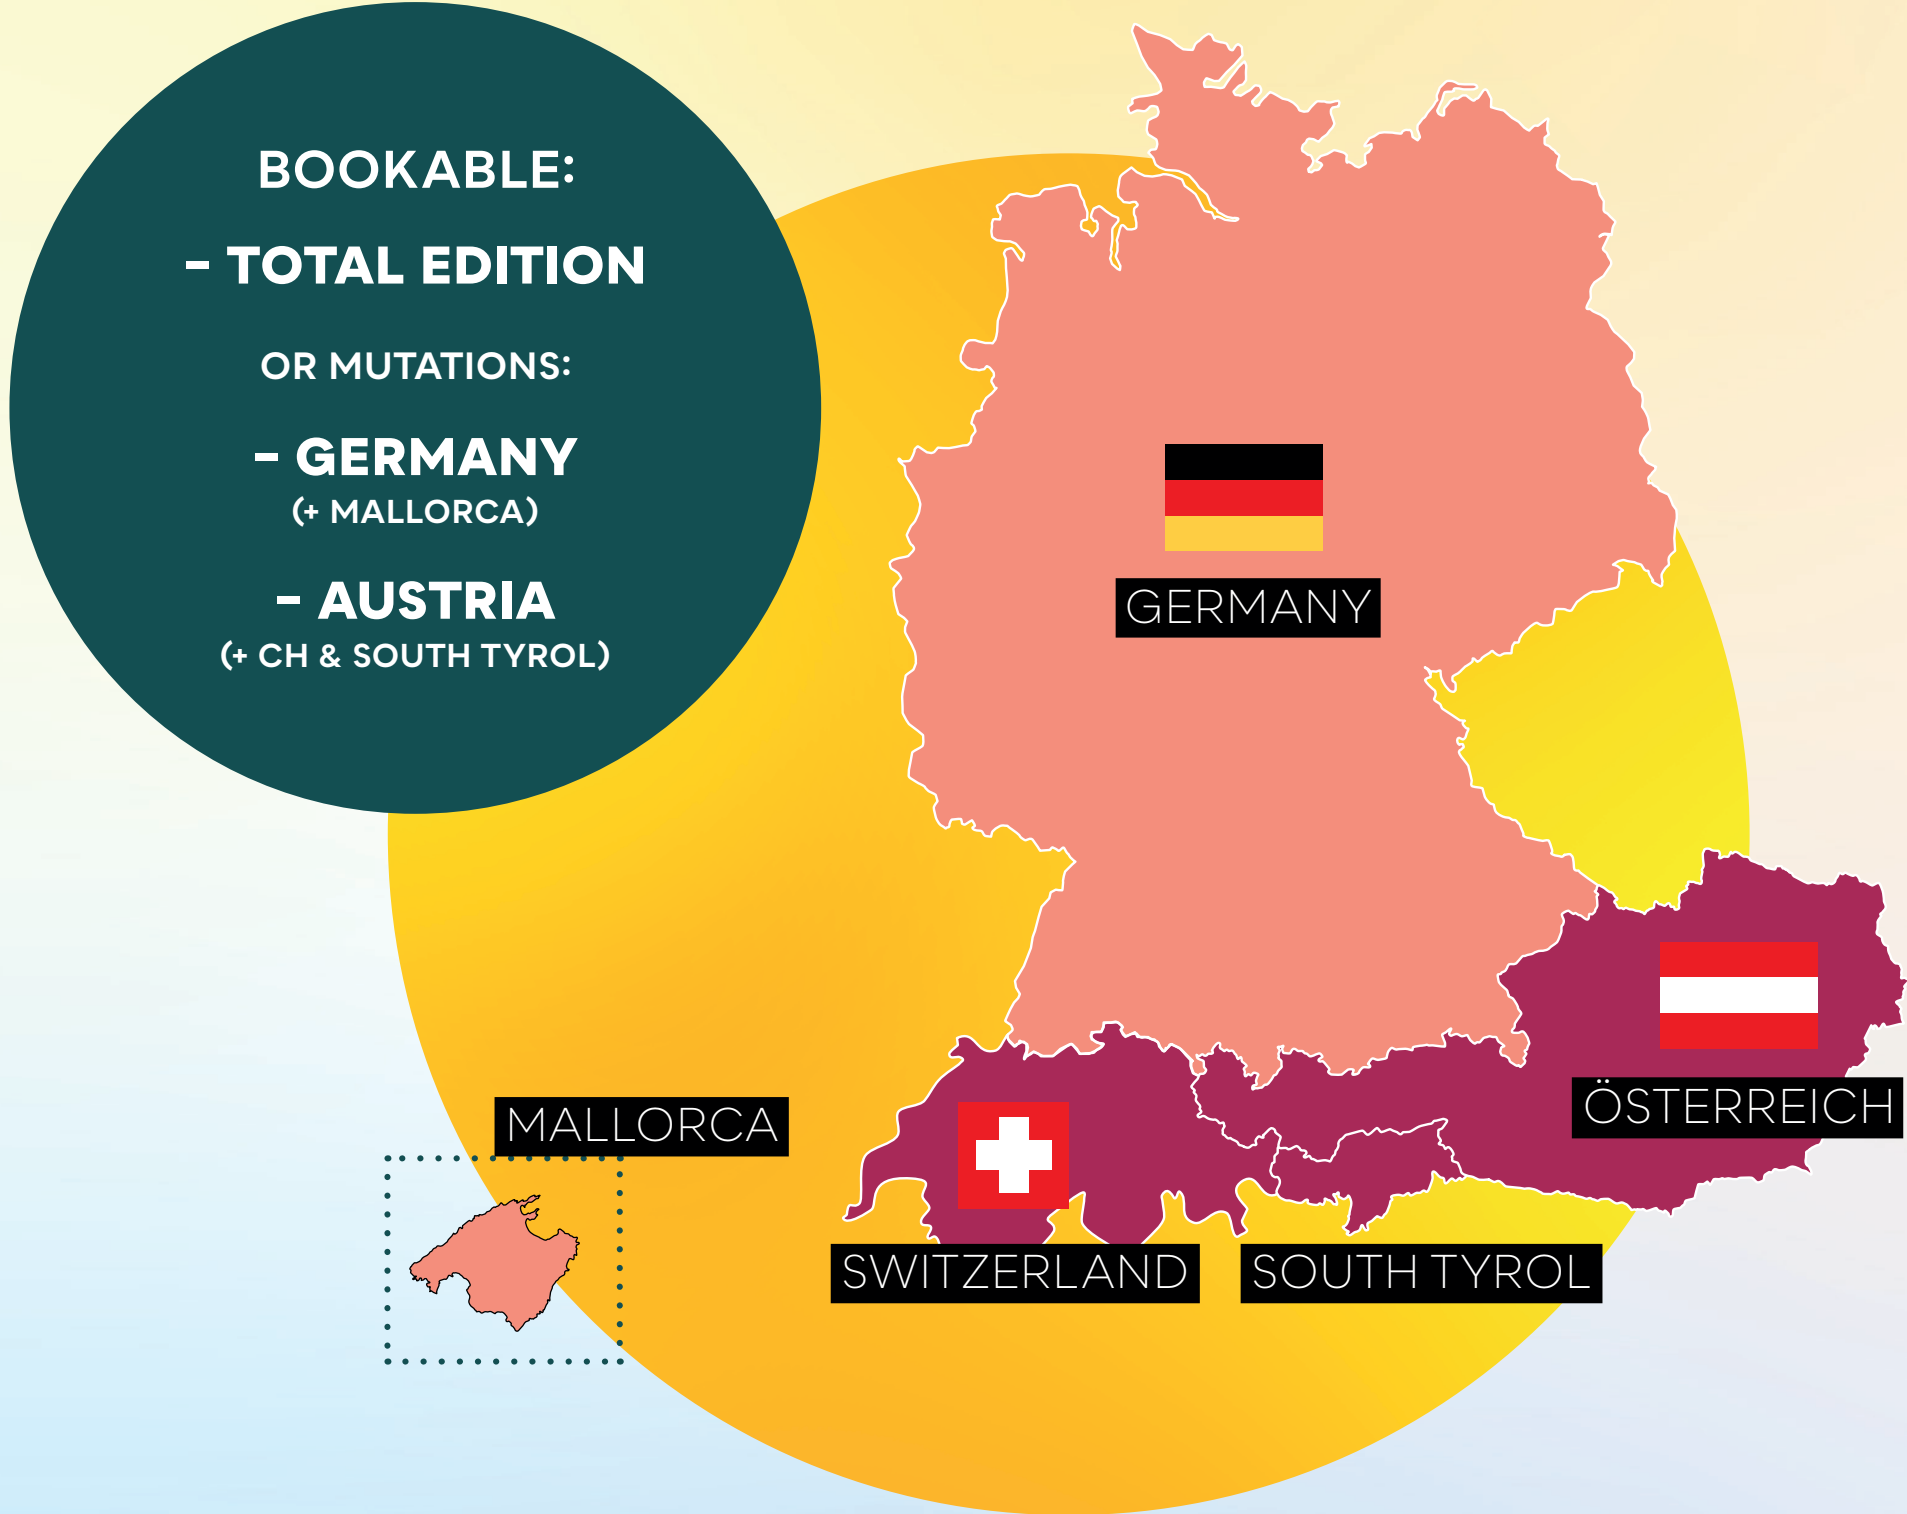 BOOKABLE:
- TOTAL EDITION
OR MUTATIONS:
- GERMANY
(+ MALLORCA)
- AUSTRIA
(+ CH & SOUTH TYROL)
GERMANY
ÖSTERREICH
MALLORCA
SWITZERLAND
SOUTH TYROL